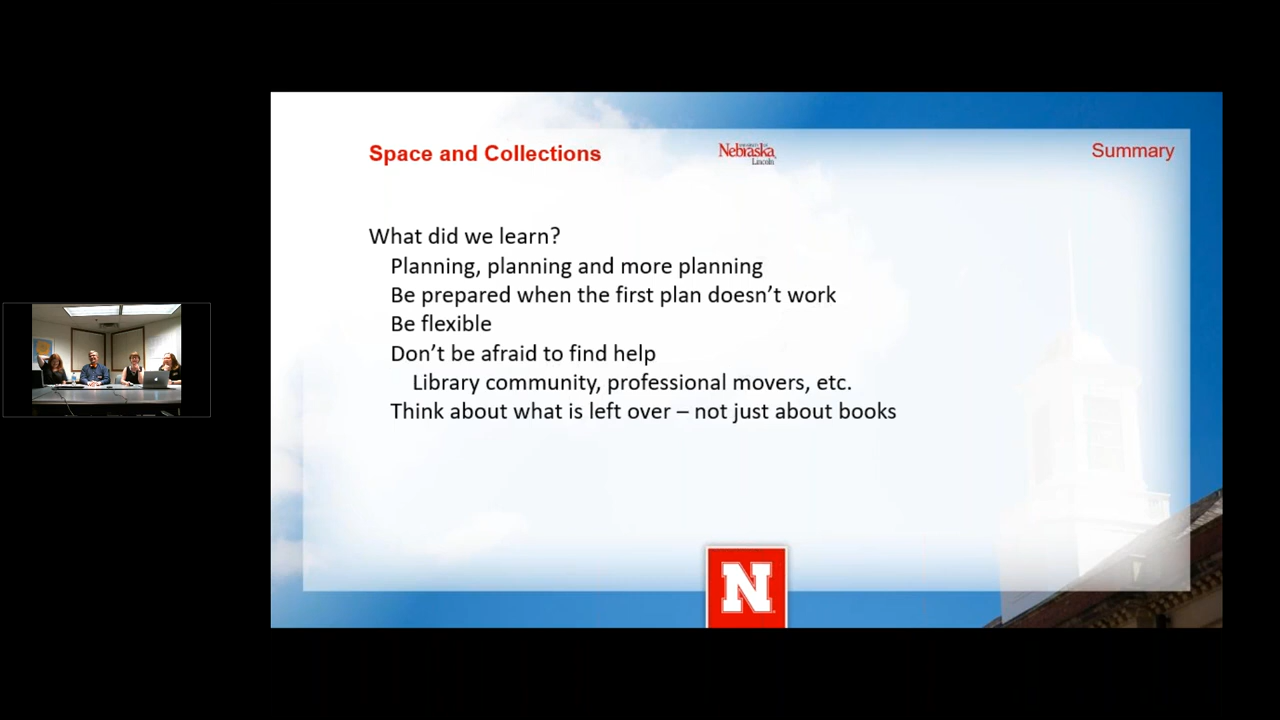 Space and Collections
Nebraska
Lincoln
Summary
What did we learn?
Planning, planning and more planning
Be prepared when the first plan doesn’t work
Be flexible
Don’t be afraid to find help
Library community, professional movers, etc.
Think about what is left over – not just about books
N